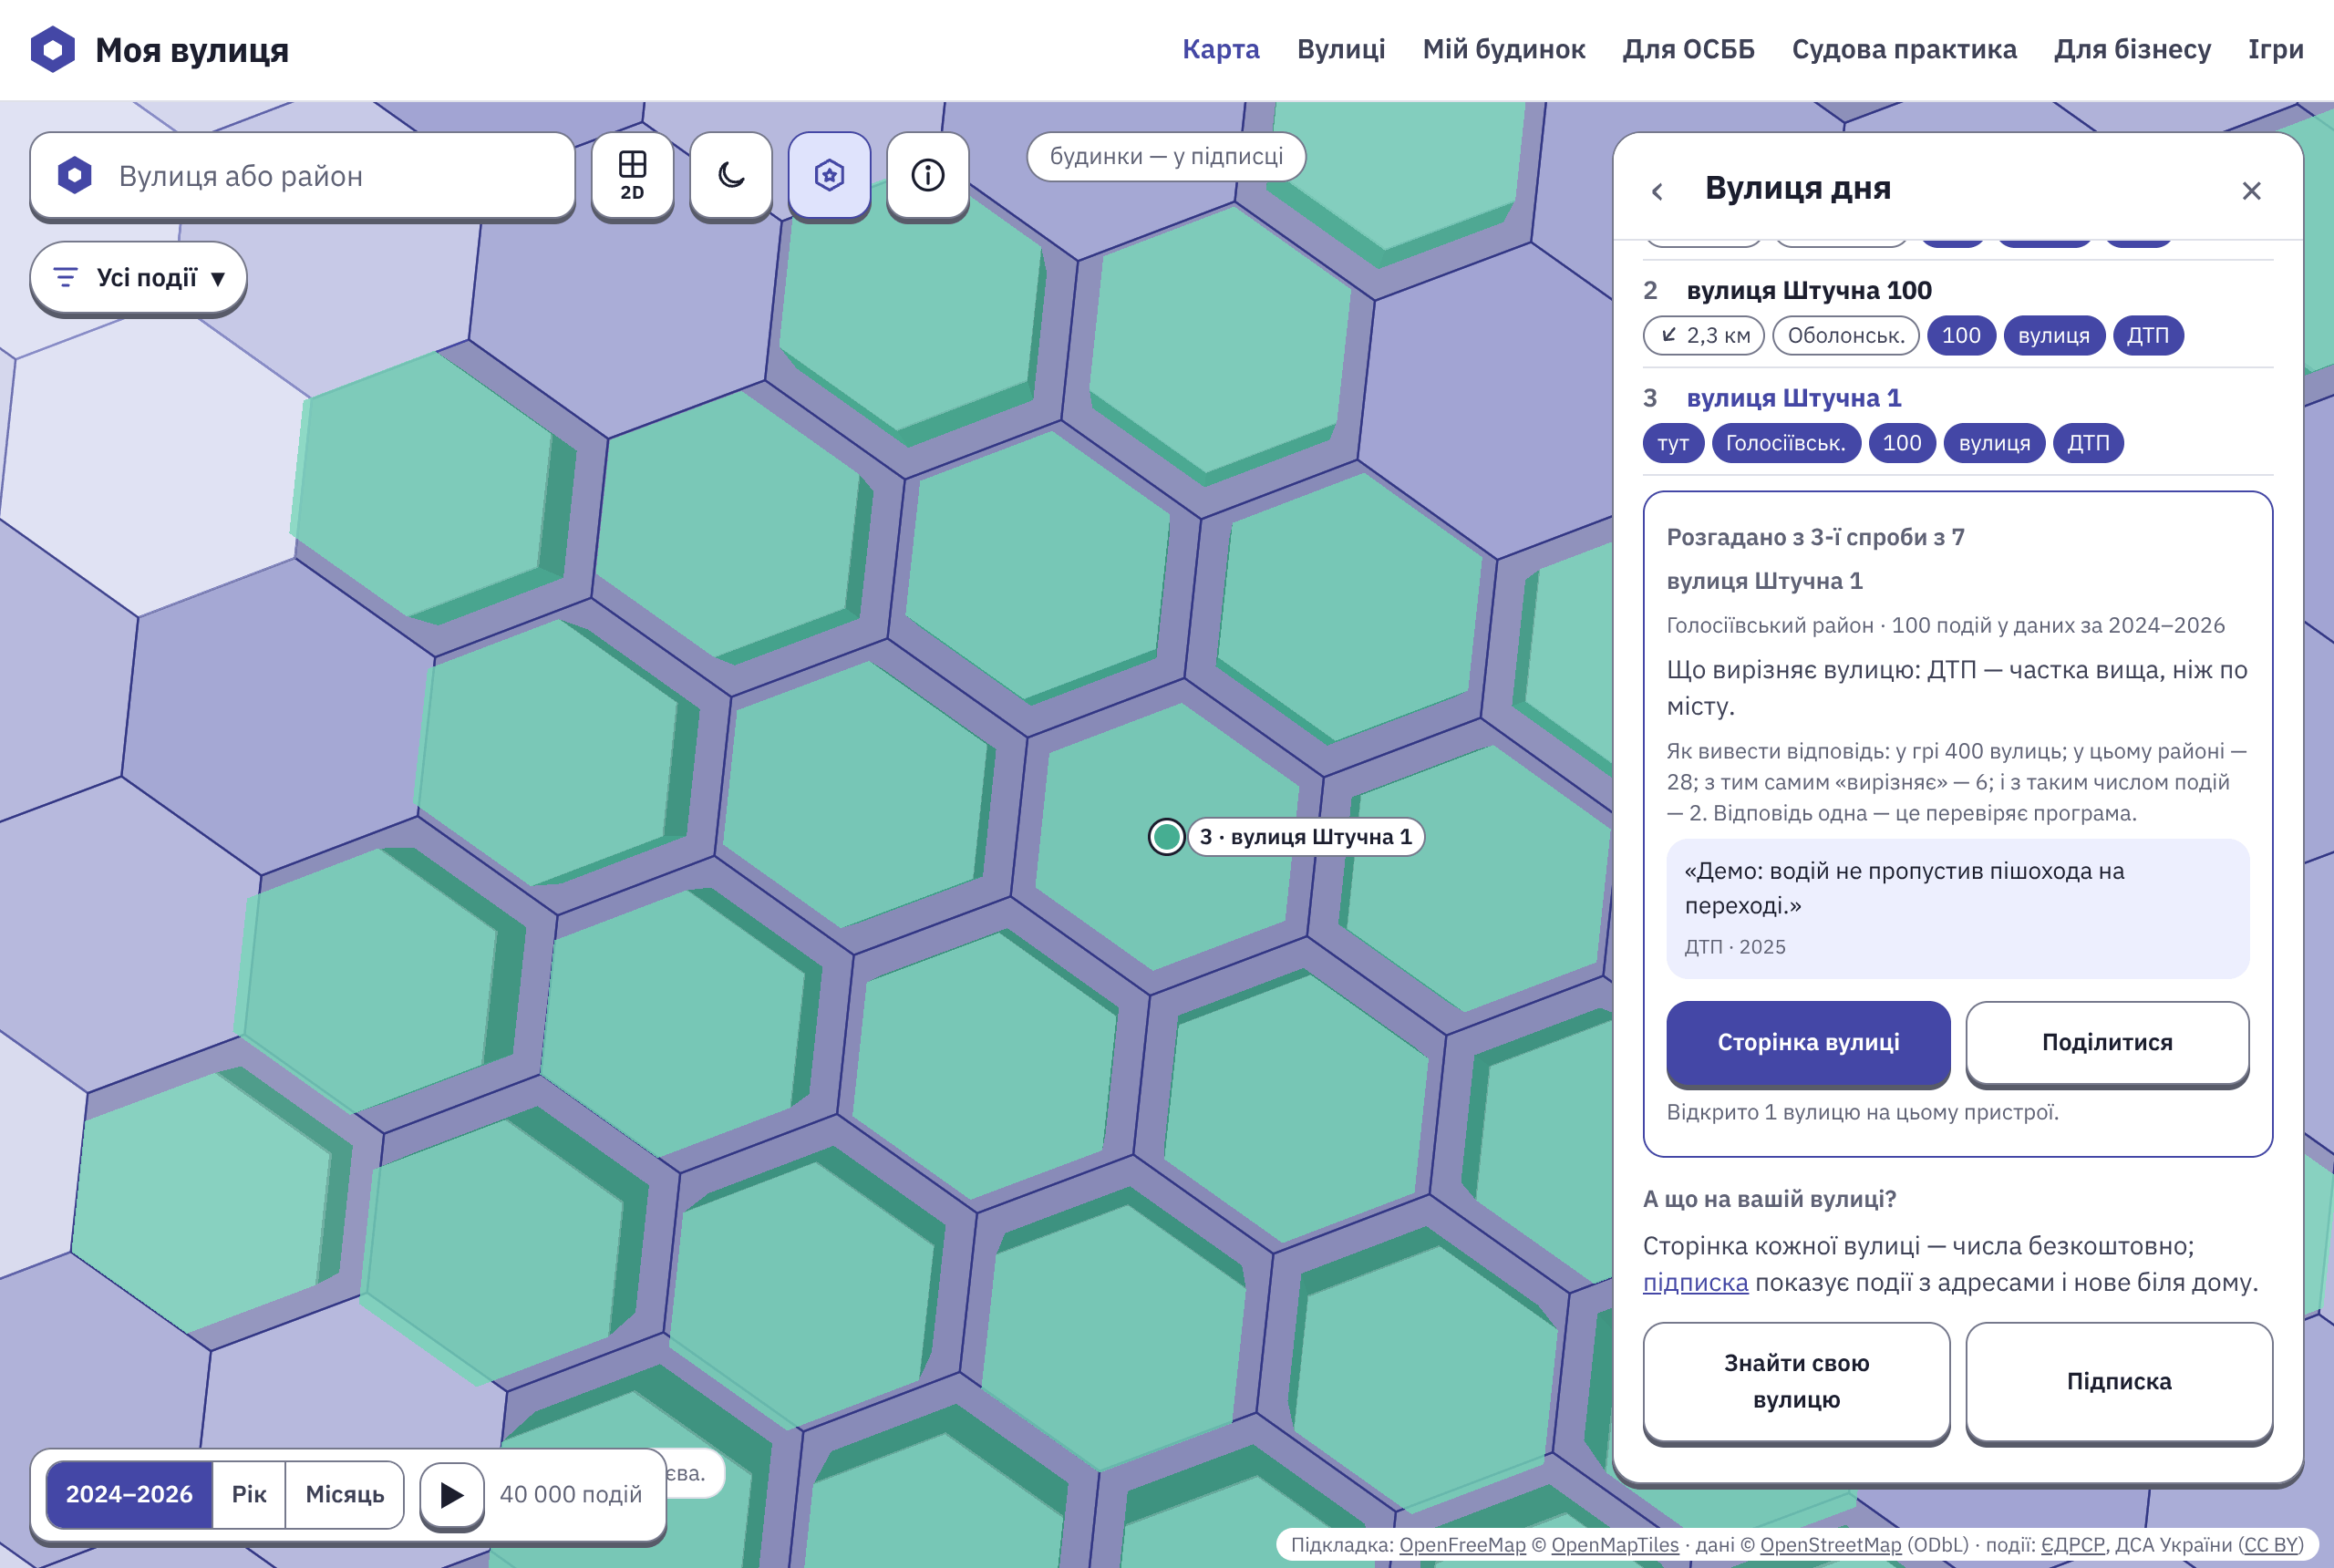 Моя вулиця
Карта
Вулиці
Мій будинок
Для ОСББ
Судова практика
Для бізнесу
Ігри
Вулиця або район
2D
будинки — у підписці
Усі події ▼
Вулиця дня
2 вулиця Штучна 100
2,3 км Оболонськ. 100 вулиця ДТП
3 вулиця Штучна 1
тут Голосіївськ. 100 вулиця ДТП
Розгадано з 3-ї спроби з 7
вулиця Штучна 1
Голосіївський район · 100 подій у даних за 2024–2026
Що вирізняє вулицю: ДТП — частка вища, ніж по
місту.
Як вивести відповідь: у грі 400 вулиць; у цьому районі —
28; з тим самим «вирізняє» — 6; і з таким числом подій
— 2. Відповідь одна — це перевіряє програма.
«Демо: водій не пропустив пішохода на
переході.»
ДТП · 2025
Сторінка вулиці
Поділитися
Відкрито 1 вулицю на цьому пристрої.
А що на вашій вулиці?
Сторінка кожної вулиці — числа безкоштовно;
підписка показує події з адресами і нове біля дому.
Знайти свою
вулицю
Підписка
3 · вулиця Штучна 1
єва.
2024–2026
Рік
Місяць
40 000 подій
Підкладка: OpenFreeMap © OpenMapTiles · дані © OpenStreetMap (ODbL) · події: ЄДРСР, ДСА України (CC BY)